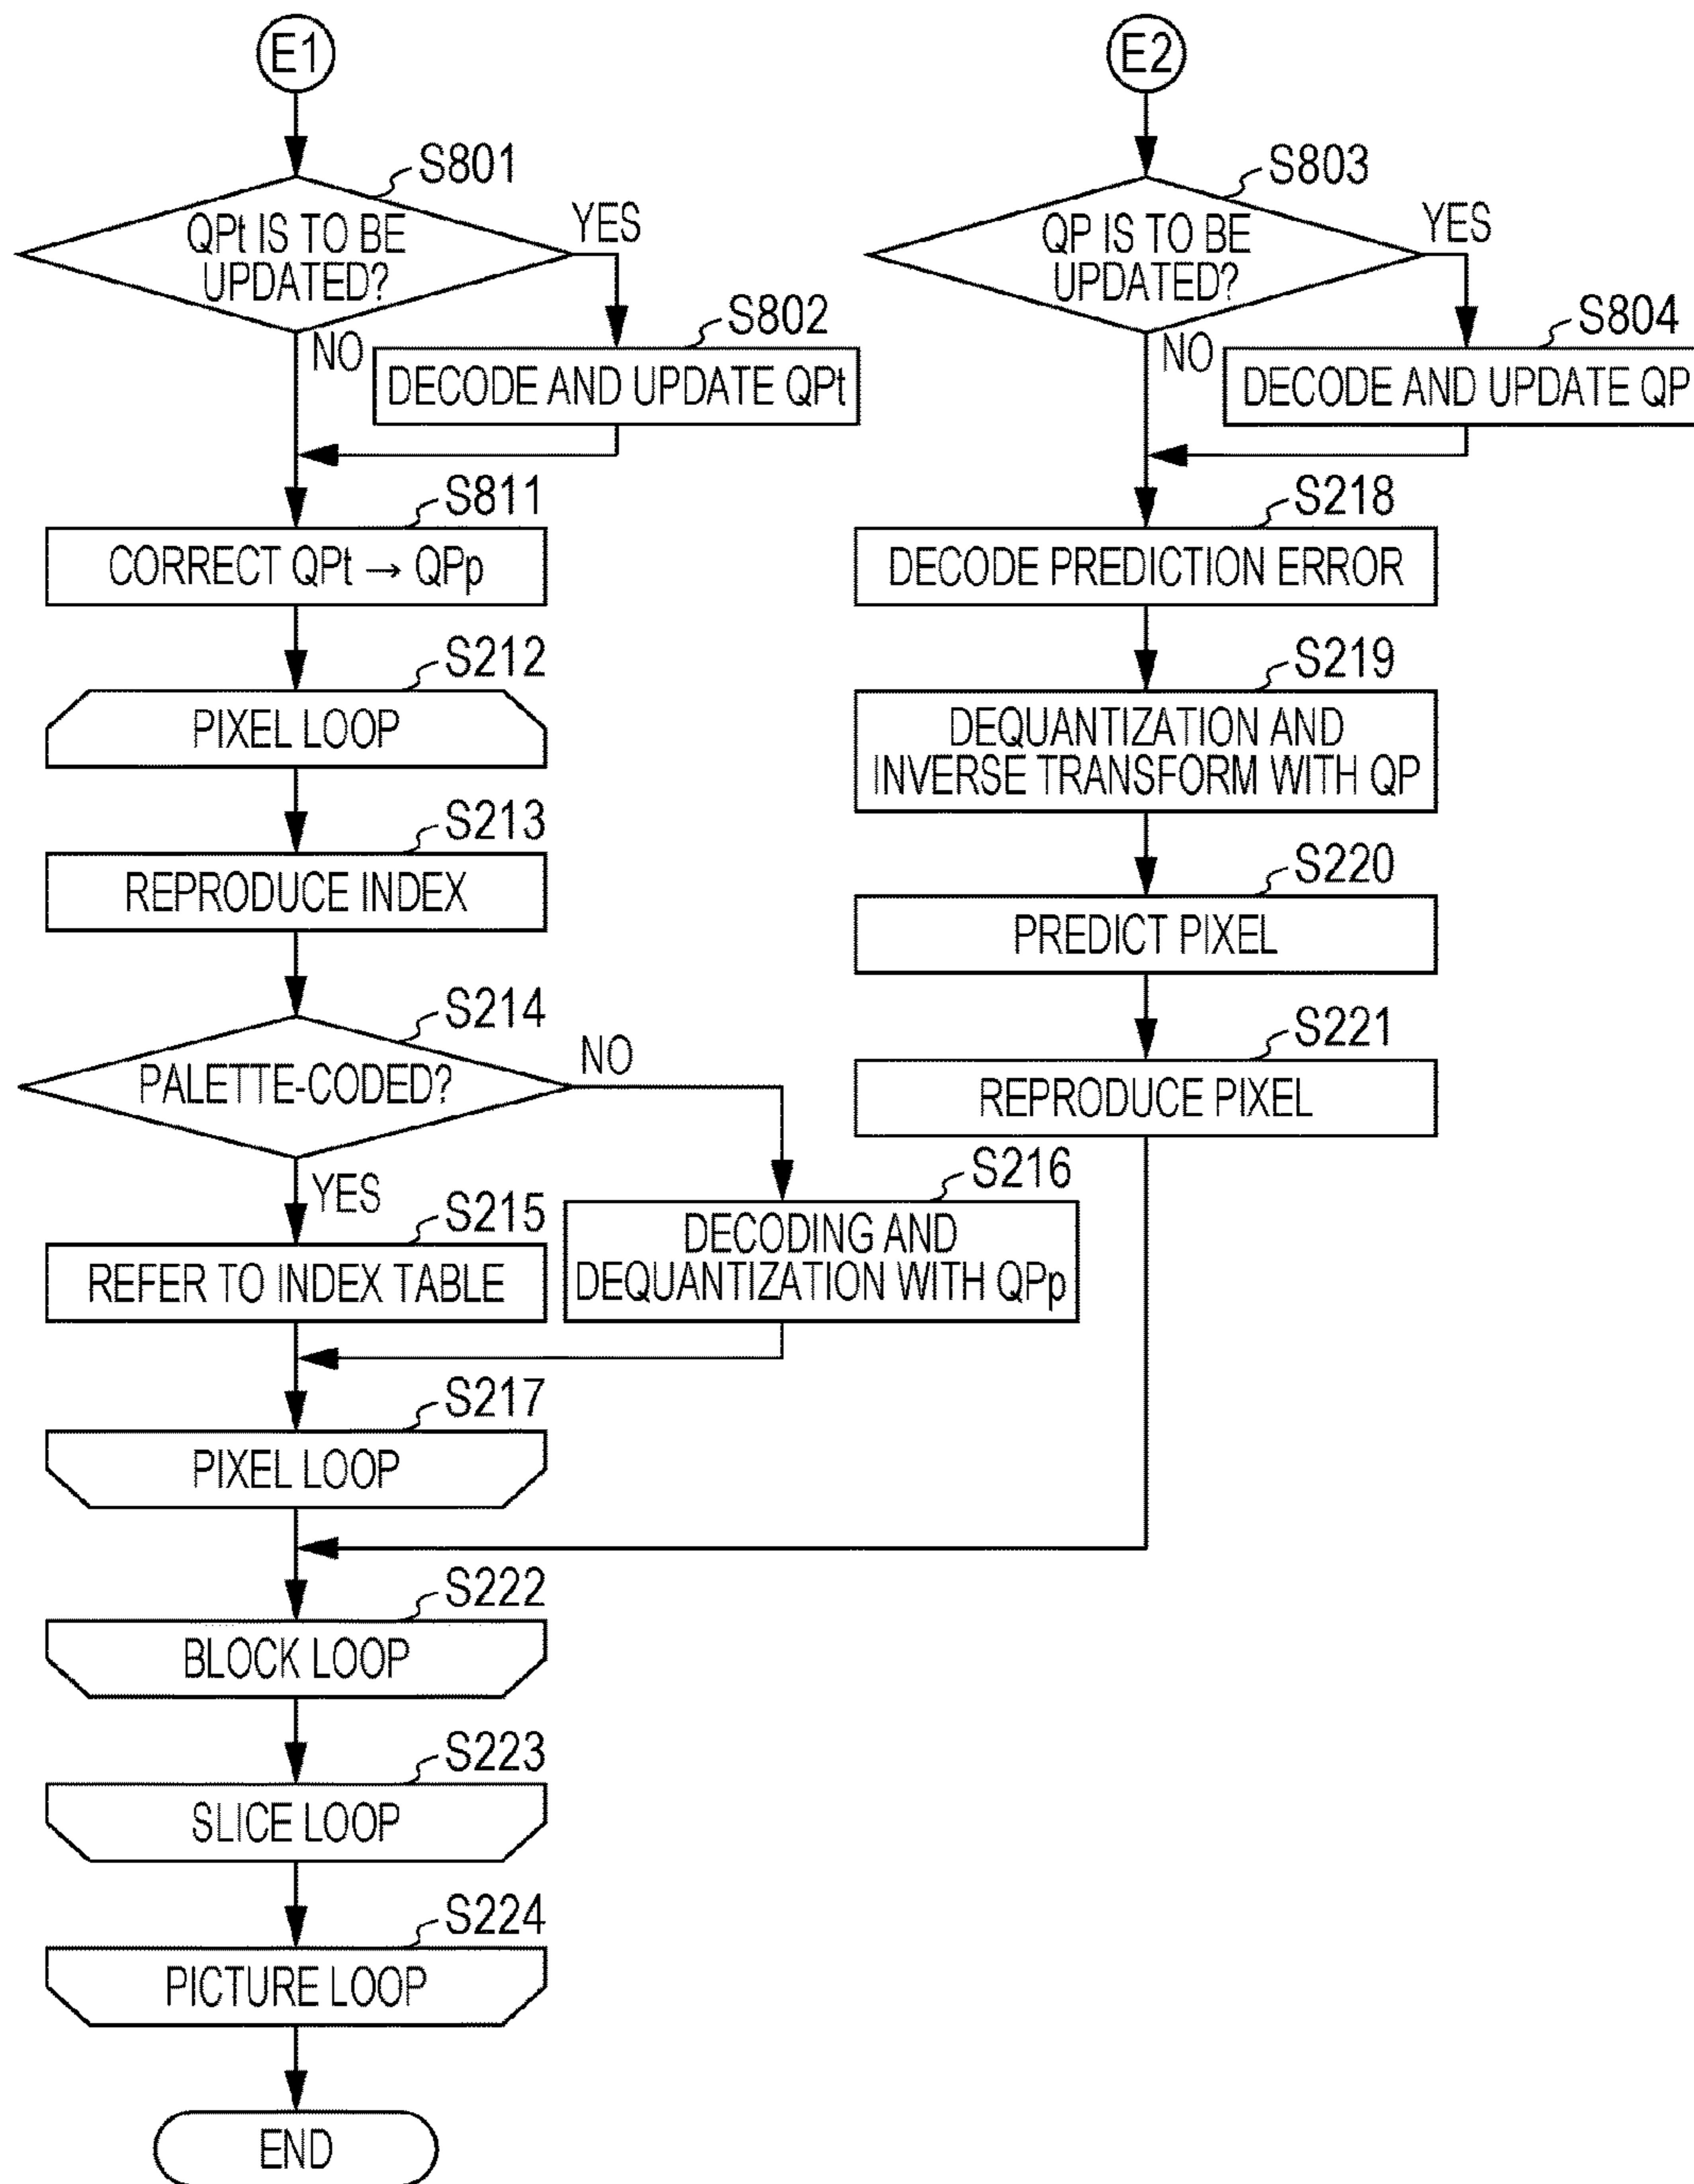 E1
S801
QPt IS TO BE
UPDATED?
YES
NO
S802
DECODE AND UPDATE QPt
S811
CORRECT QPt → QPp
S212
PIXEL LOOP
S213
REPRODUCE INDEX
S214
PALETTE-CODED?
NO
YES
S215
REFER TO INDEX TABLE
S216
DECODING AND
DEQUANTIZATION WITH QPp
S217
PIXEL LOOP
E2
S803
QP IS TO BE
UPDATED?
YES
NO
S804
DECODE AND UPDATE QP
S218
DECODE PREDICTION ERROR
S219
DEQUANTIZATION AND
INVERSE TRANSFORM WITH QP
S220
PREDICT PIXEL
S221
REPRODUCE PIXEL
S222
BLOCK LOOP
S223
SLICE LOOP
S224
PICTURE LOOP
END